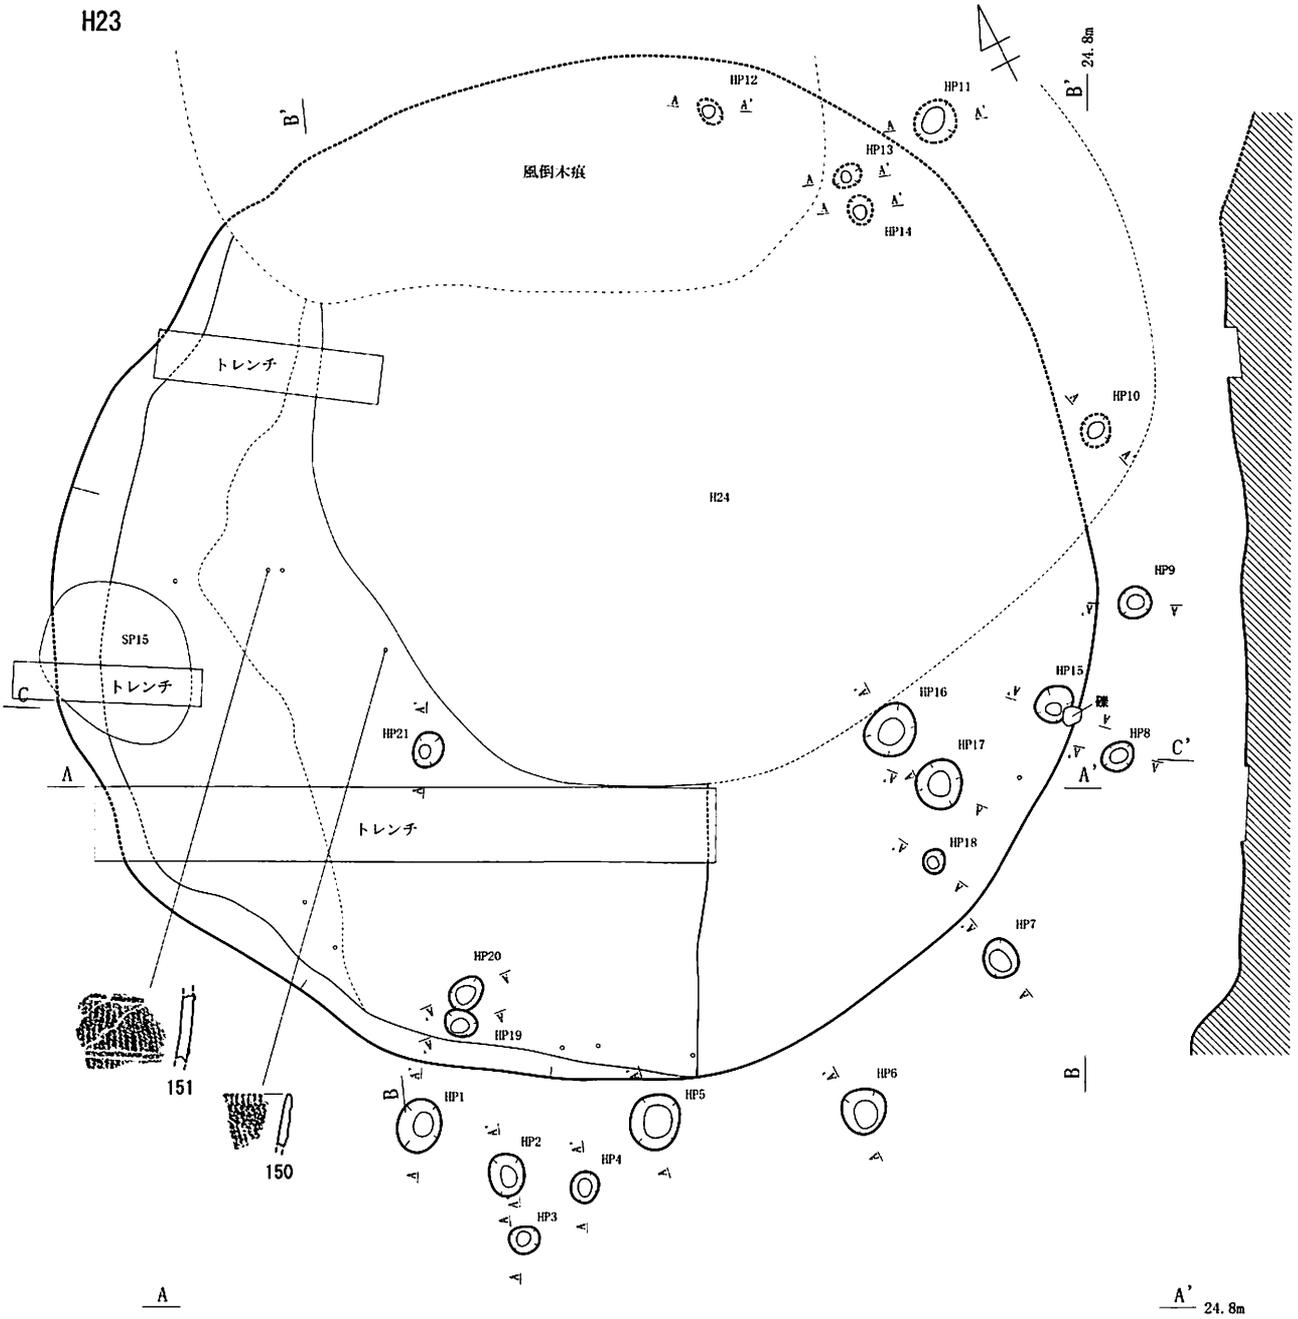 H23
B'
HP12
A
A'
HP11
A
A'
B'
24.8m
風倒木痕
HP13
A
A'
HP14
A
A'
トレンチ
HP10
A
A'
H24
HP9
A'
A
SP15
トレンチ
C
HP15
A'
礫
A
HP16
A'
A
HP21
A'
A
HP17
A'
A
HP8
A'
A
C'
A
A'
トレンチ
HP18
A'
A
HP7
A'
A
HP20
A'
A
HP19
A'
A
151
150
B
HP1
A'
A
HP2
A'
A
HP3
A'
A
HP4
A'
A
HP5
A'
A
HP6
A'
A
B
A
A'
24.8m